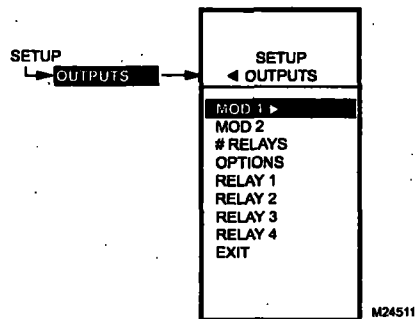 SETUP
OUTPUTS
SETUP
◄ OUTPUTS
MOD 1 ►
MOD 2
# RELAYS
OPTIONS
RELAY 1
RELAY 2
RELAY 3
RELAY 4
EXIT
M24511